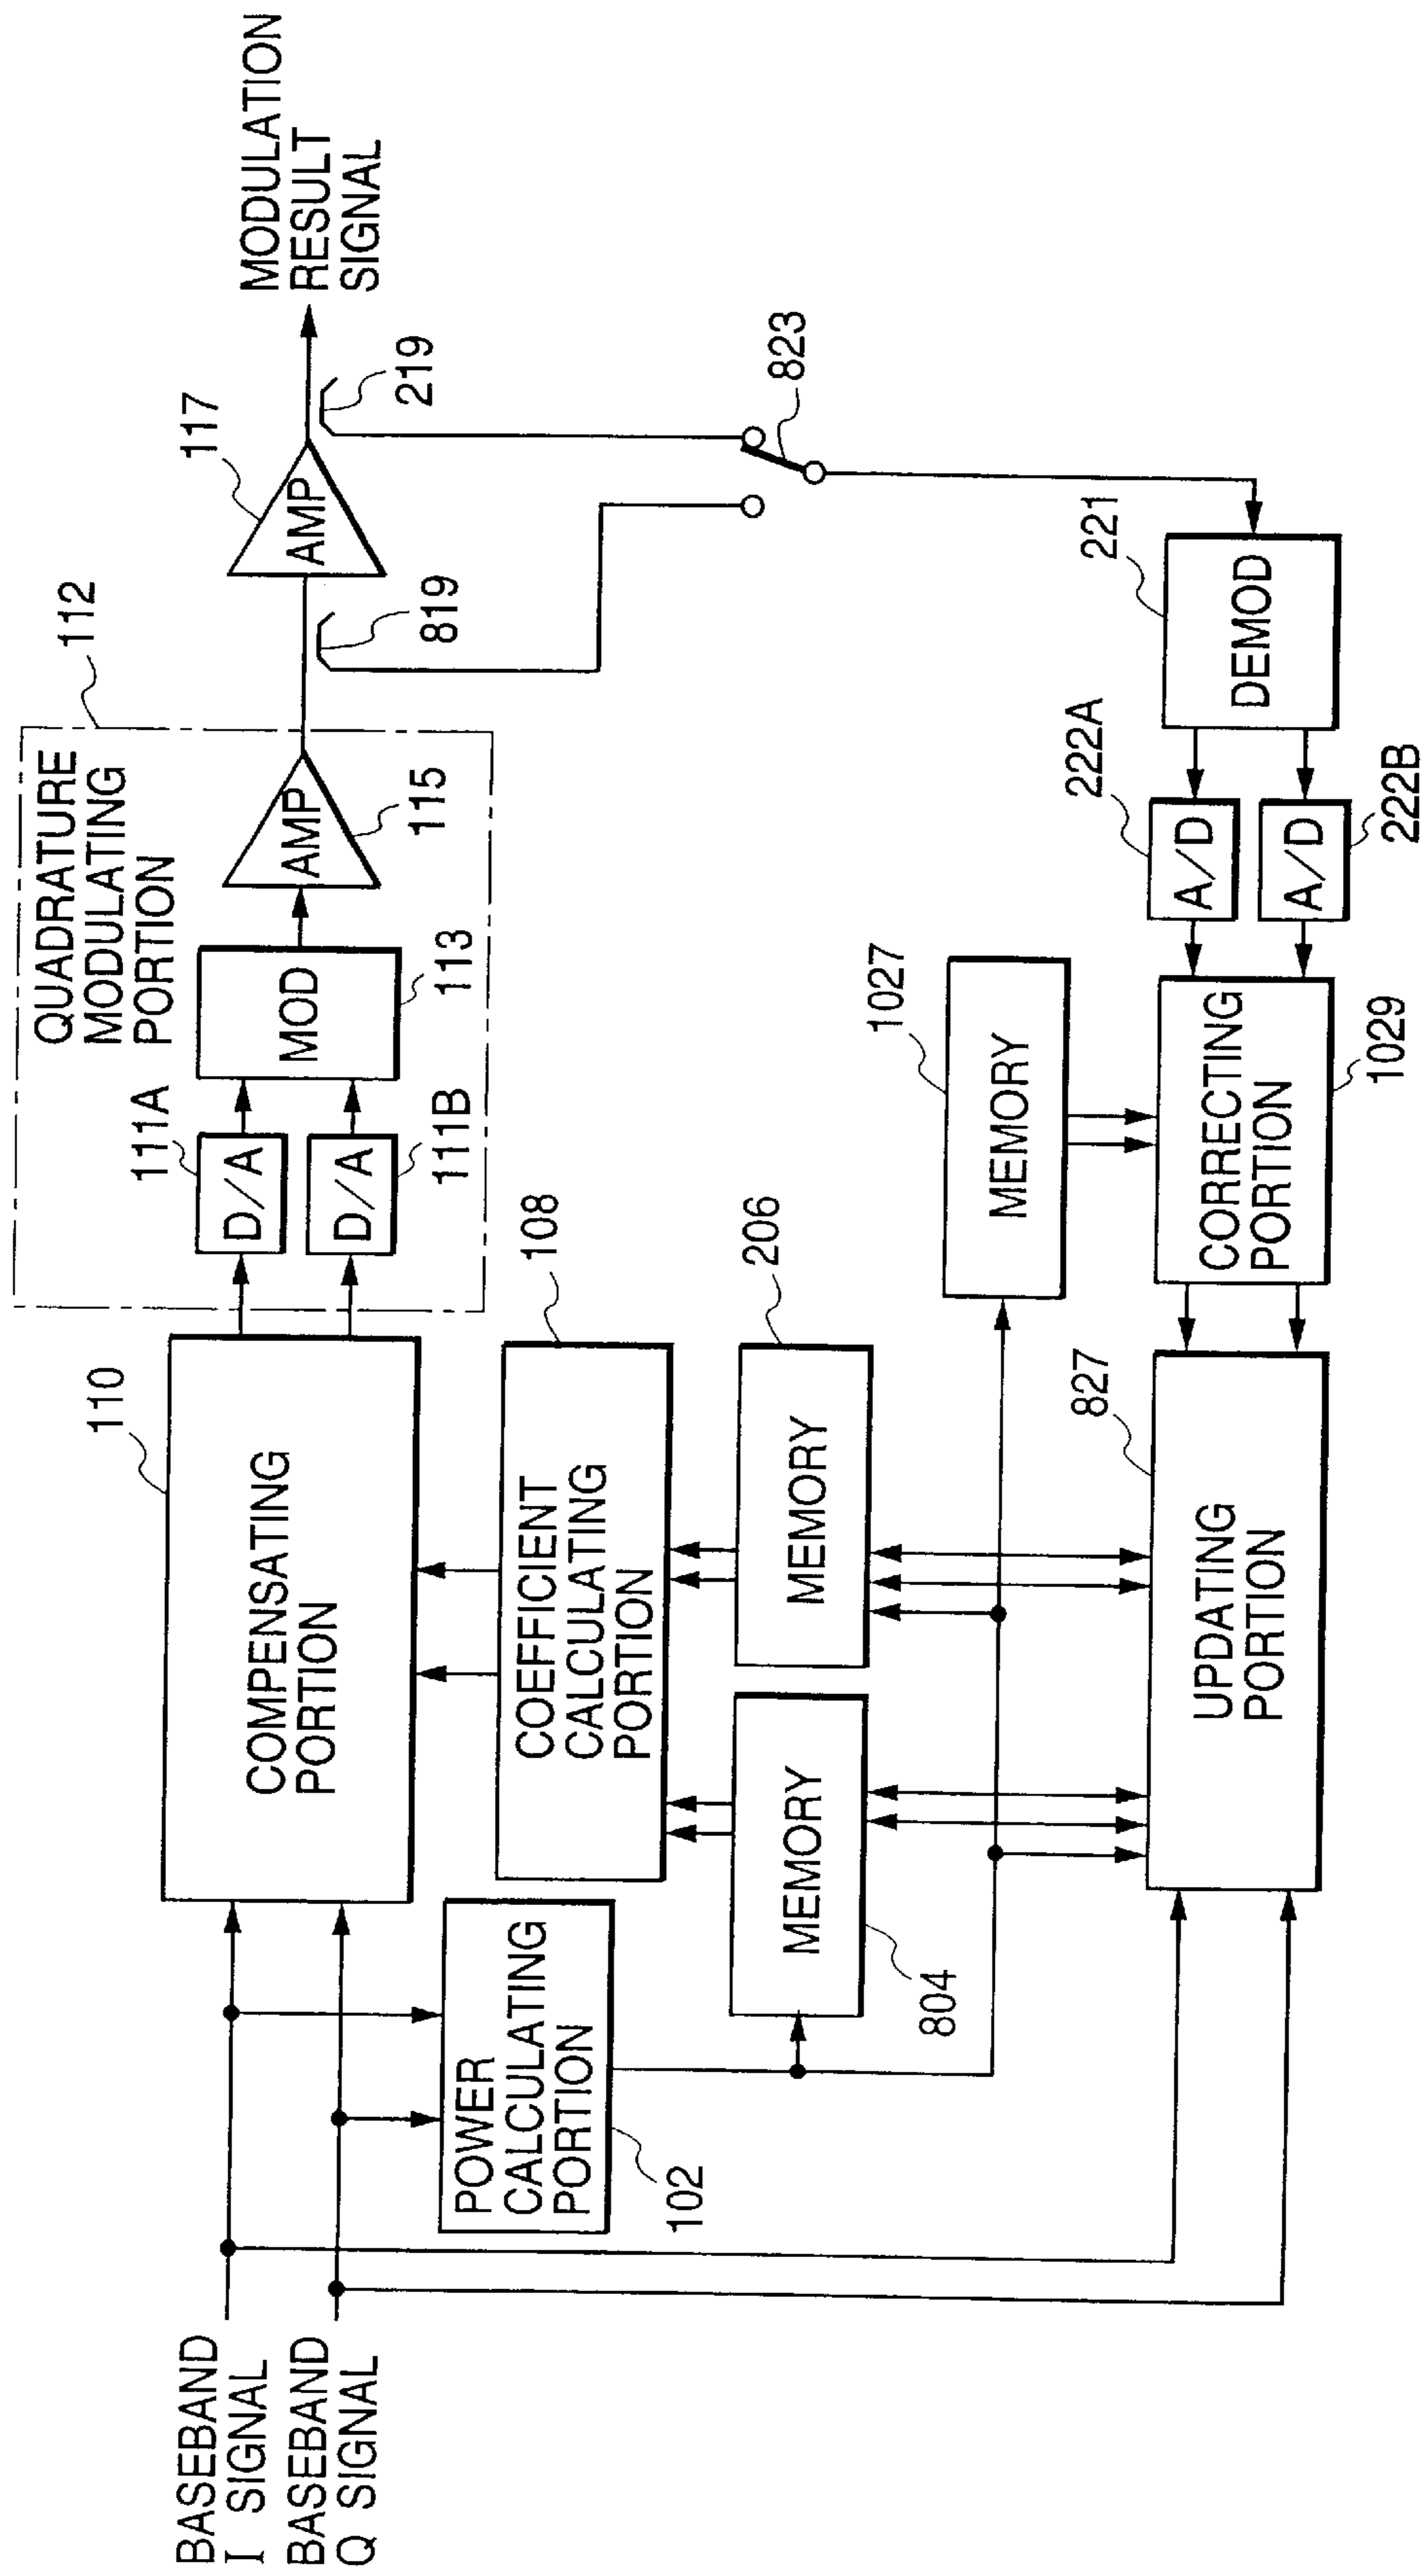 BASEBAND
I SIGNAL
BASEBAND
Q SIGNAL
POWER
CALCULATING
PORTION
102
COMPENSATING
PORTION
110
COEFFICIENT
CALCULATING
PORTION
108
MEMORY
804
MEMORY
206
UPDATING
PORTION
827
QUADRATURE
MODULATING
PORTION
112
D/A
111A
D/A
111B
MOD
113
AMP
115
819
AMP
117
219
MODULATION
RESULT
SIGNAL
823
MEMORY
1027
CORRECTING
PORTION
1029
A/D
222A
A/D
222B
DEMOD
221